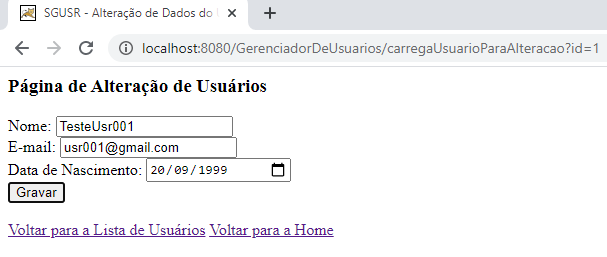 SGUSR - Alteração de Dados do
localhost:8080/GerenciadorDeUsuarios/carregaUsuarioParaAlteracao?id=1
Página de Alteração de Usuários
Nome: TesteUsr001
E-mail: usr001@gmail.com
Data de Nascimento: 20/09/1999
Gravar
Voltar para a Lista de Usuários Voltar para a Home